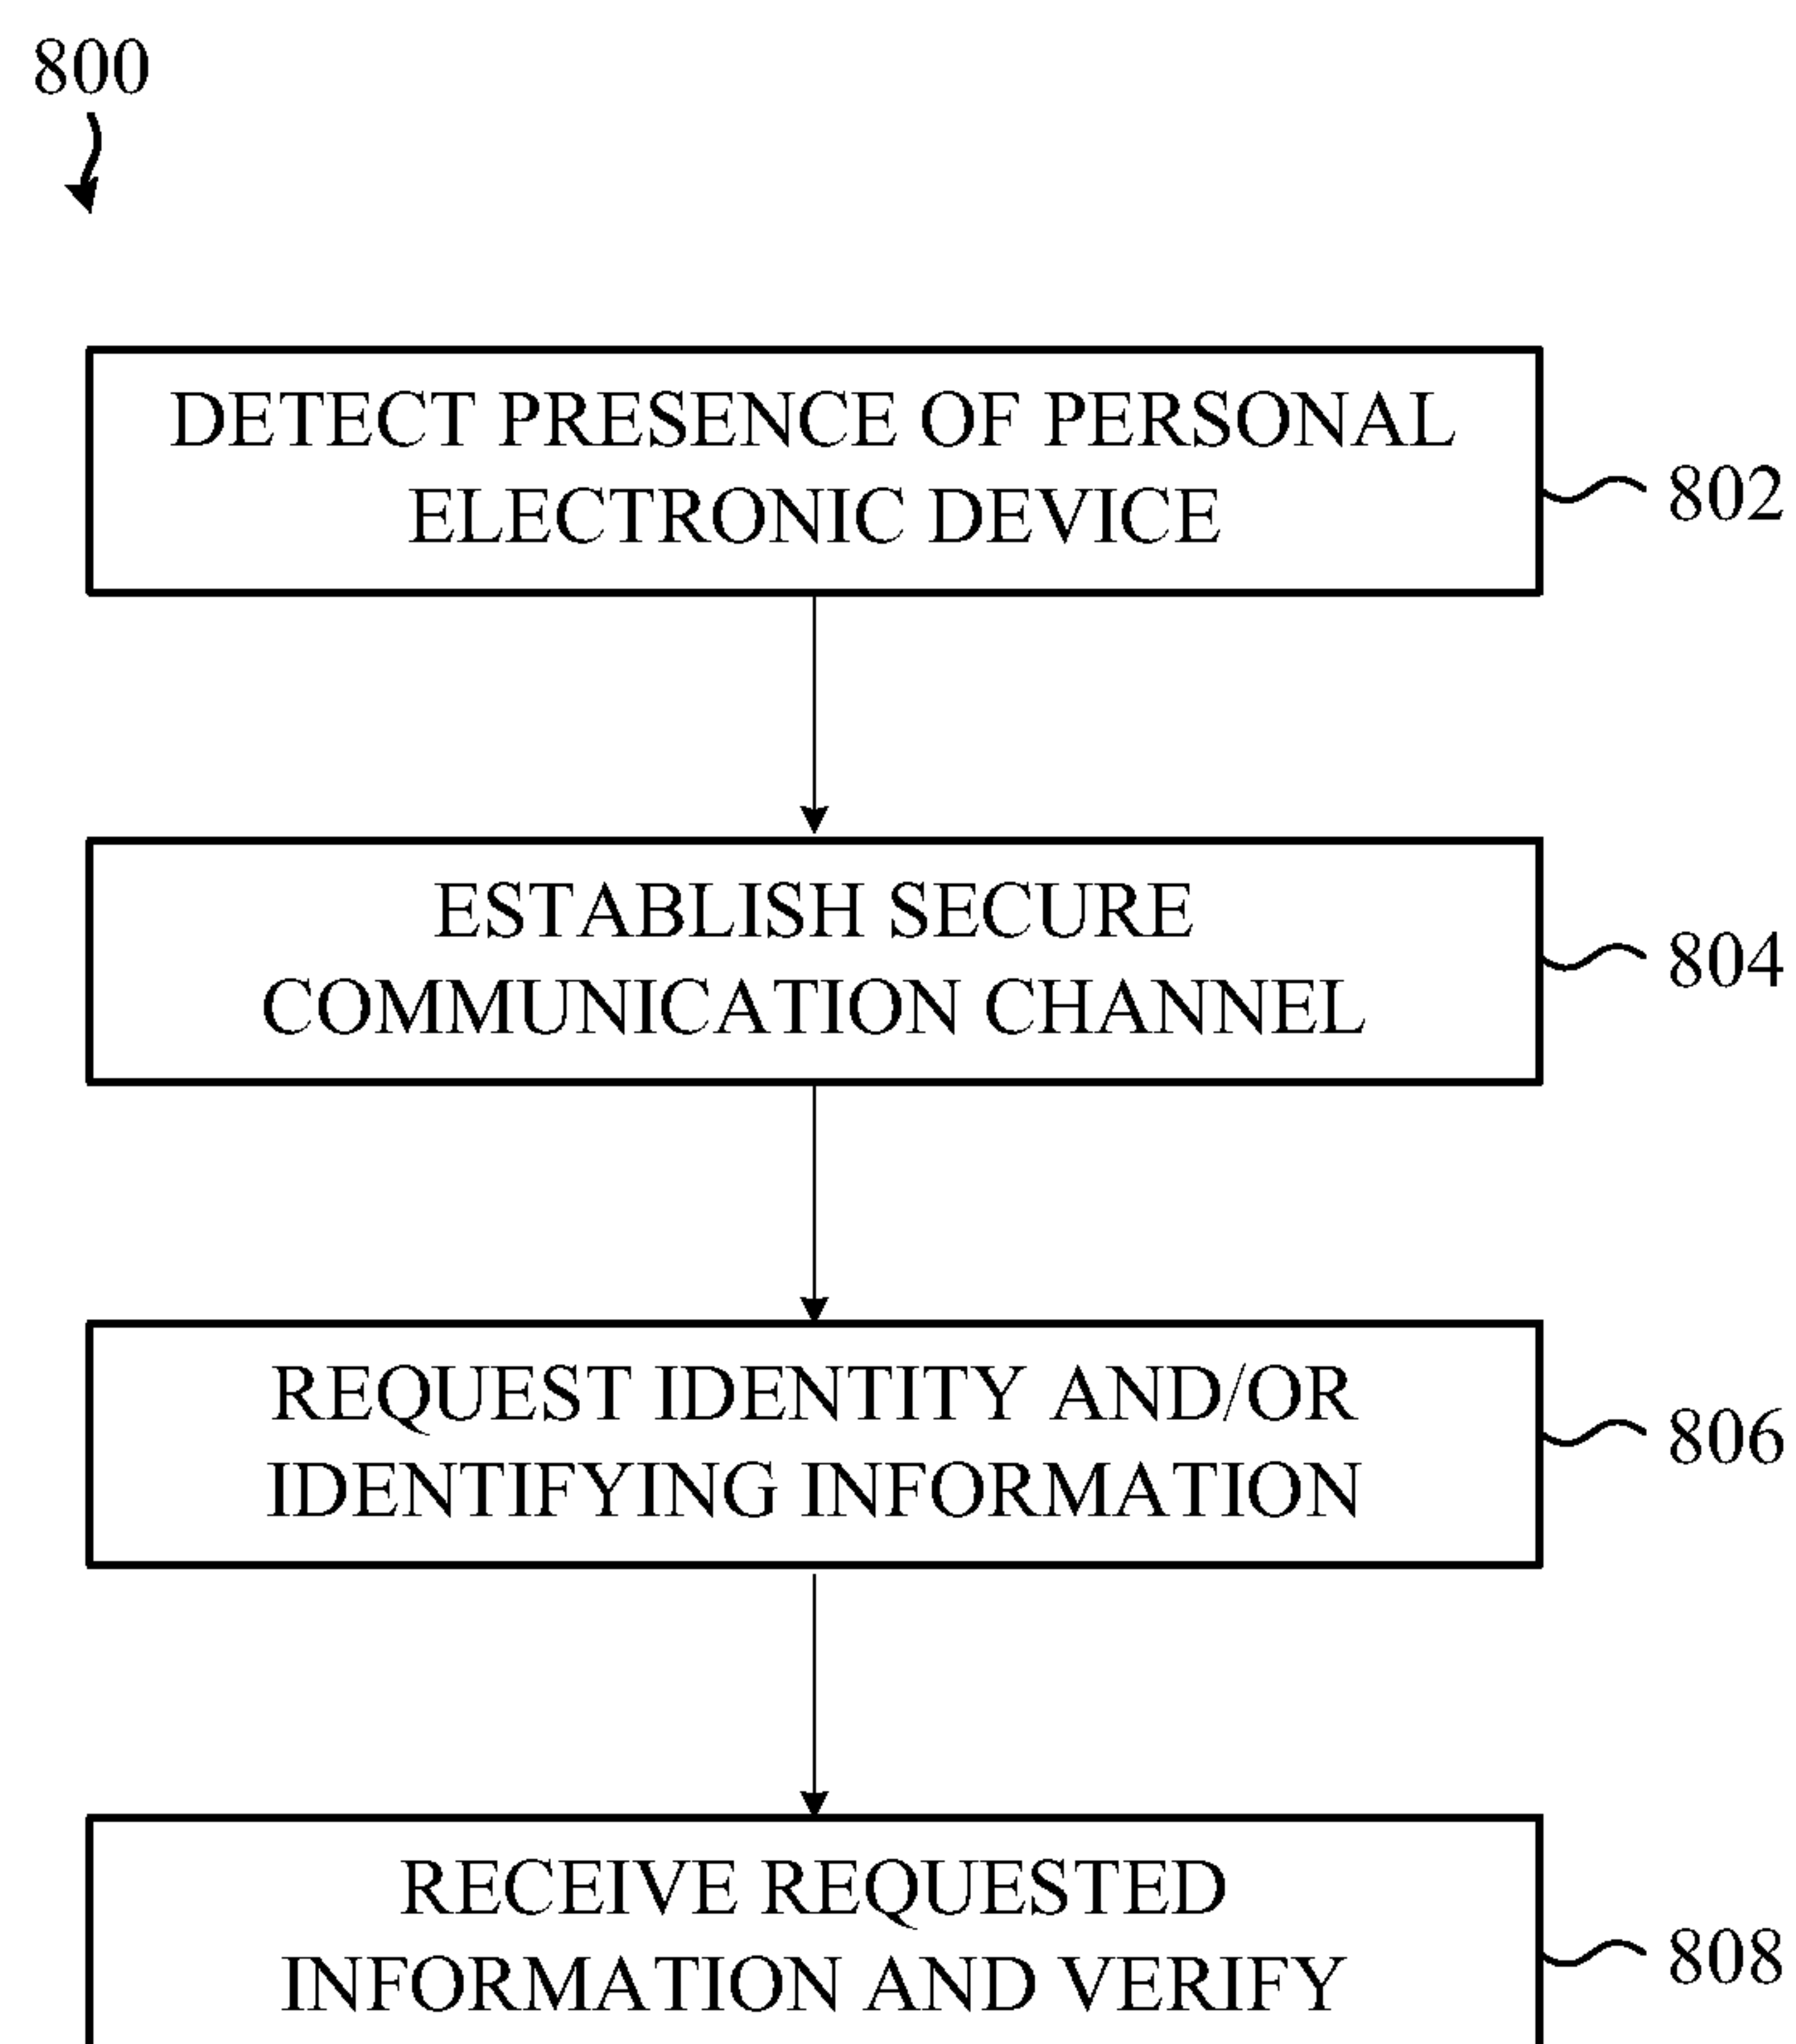 800
DETECT PRESENCE OF PERSONAL
ELECTRONIC DEVICE
802
ESTABLISH SECURE
COMMUNICATION CHANNEL
804
REQUEST IDENTITY AND/OR
IDENTIFYING INFORMATION
806
RECEIVE REQUESTED
INFORMATION AND VERIFY
808